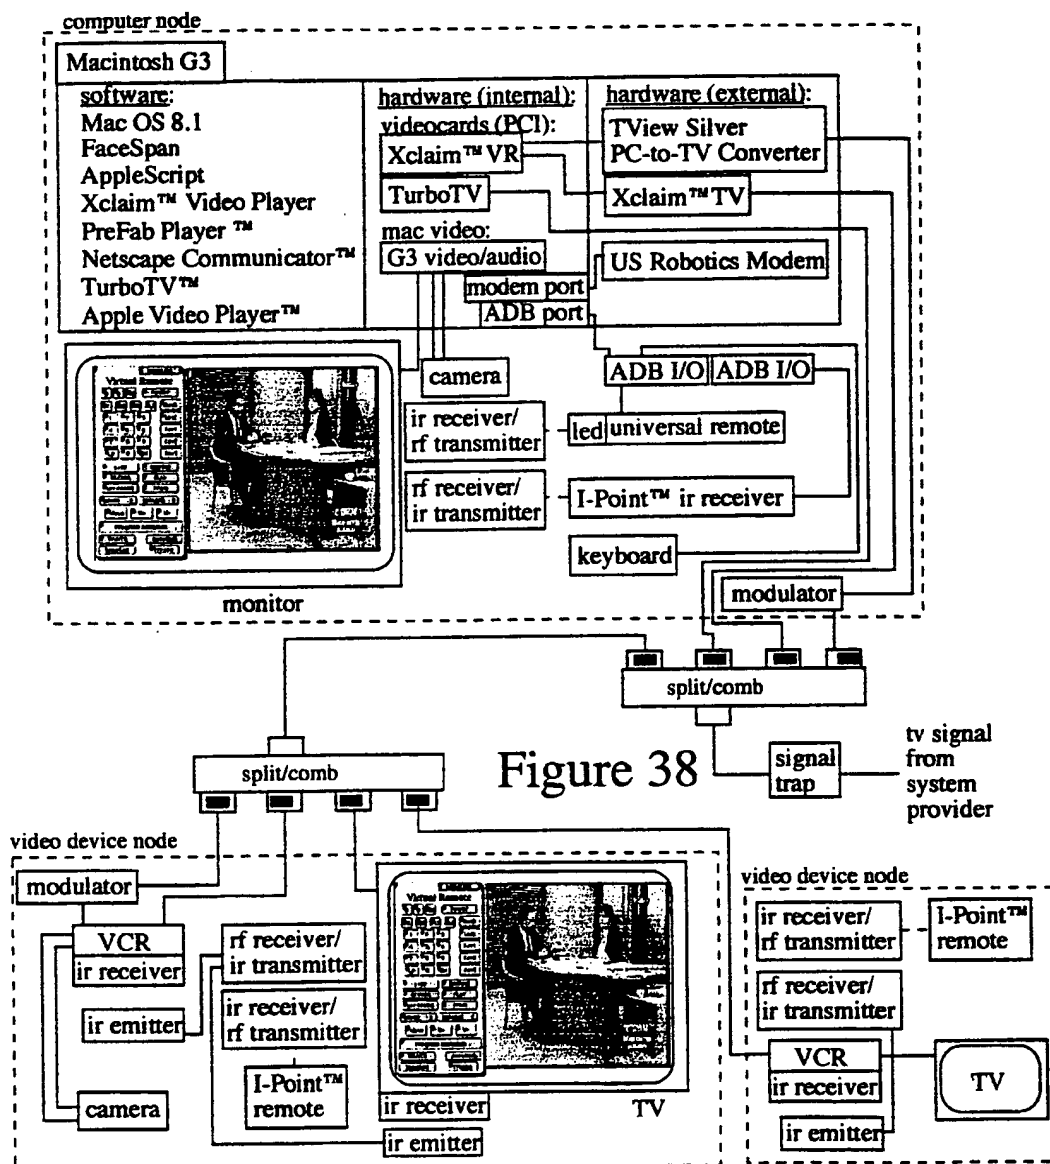 computer node
Macintosh G3
software:
Mac OS 8.1
FaceSpan
AppleScript
Xclaim™ Video Player
PreFab Player ™
Netscape Communicator™
TurboTV™
Apple Video Player™
hardware (internal):
videocards (PCI):
Xclaim™ VR
TurboTV
mac video:
G3 video/audio
modem port
ADB port
hardware (external):
TView Silver
PC-to-TV Converter
Xclaim™ TV
US Robotics Modem
ADB I/O
ADB I/O
camera
ir receiver/
rf transmitter
led
universal remote
rf receiver/
ir transmitter
I-Point™ ir receiver
keyboard
modulator
Virtual Remote
monitor
split/comb
split/comb
Figure 38
signal
trap
tv signal
from
system
provider
video device node
modulator
VCR
ir receiver
ir emitter
camera
rf receiver/
ir transmitter
ir receiver/
rf transmitter
I-Point™
remote
Virtual Remote
ir receiver
TV
ir emitter
video device node
ir receiver/
rf transmitter
I-Point™
remote
rf receiver/
ir transmitter
VCR
ir receiver
TV
ir emitter